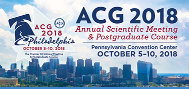 ACG
2018
Philadelphia
OCTOBER 5-10, 2018
ACG 2018
Annual Scientific Meeting
& Postgraduate Course
Pennsylvania Convention Center
OCTOBER 5-10, 2018